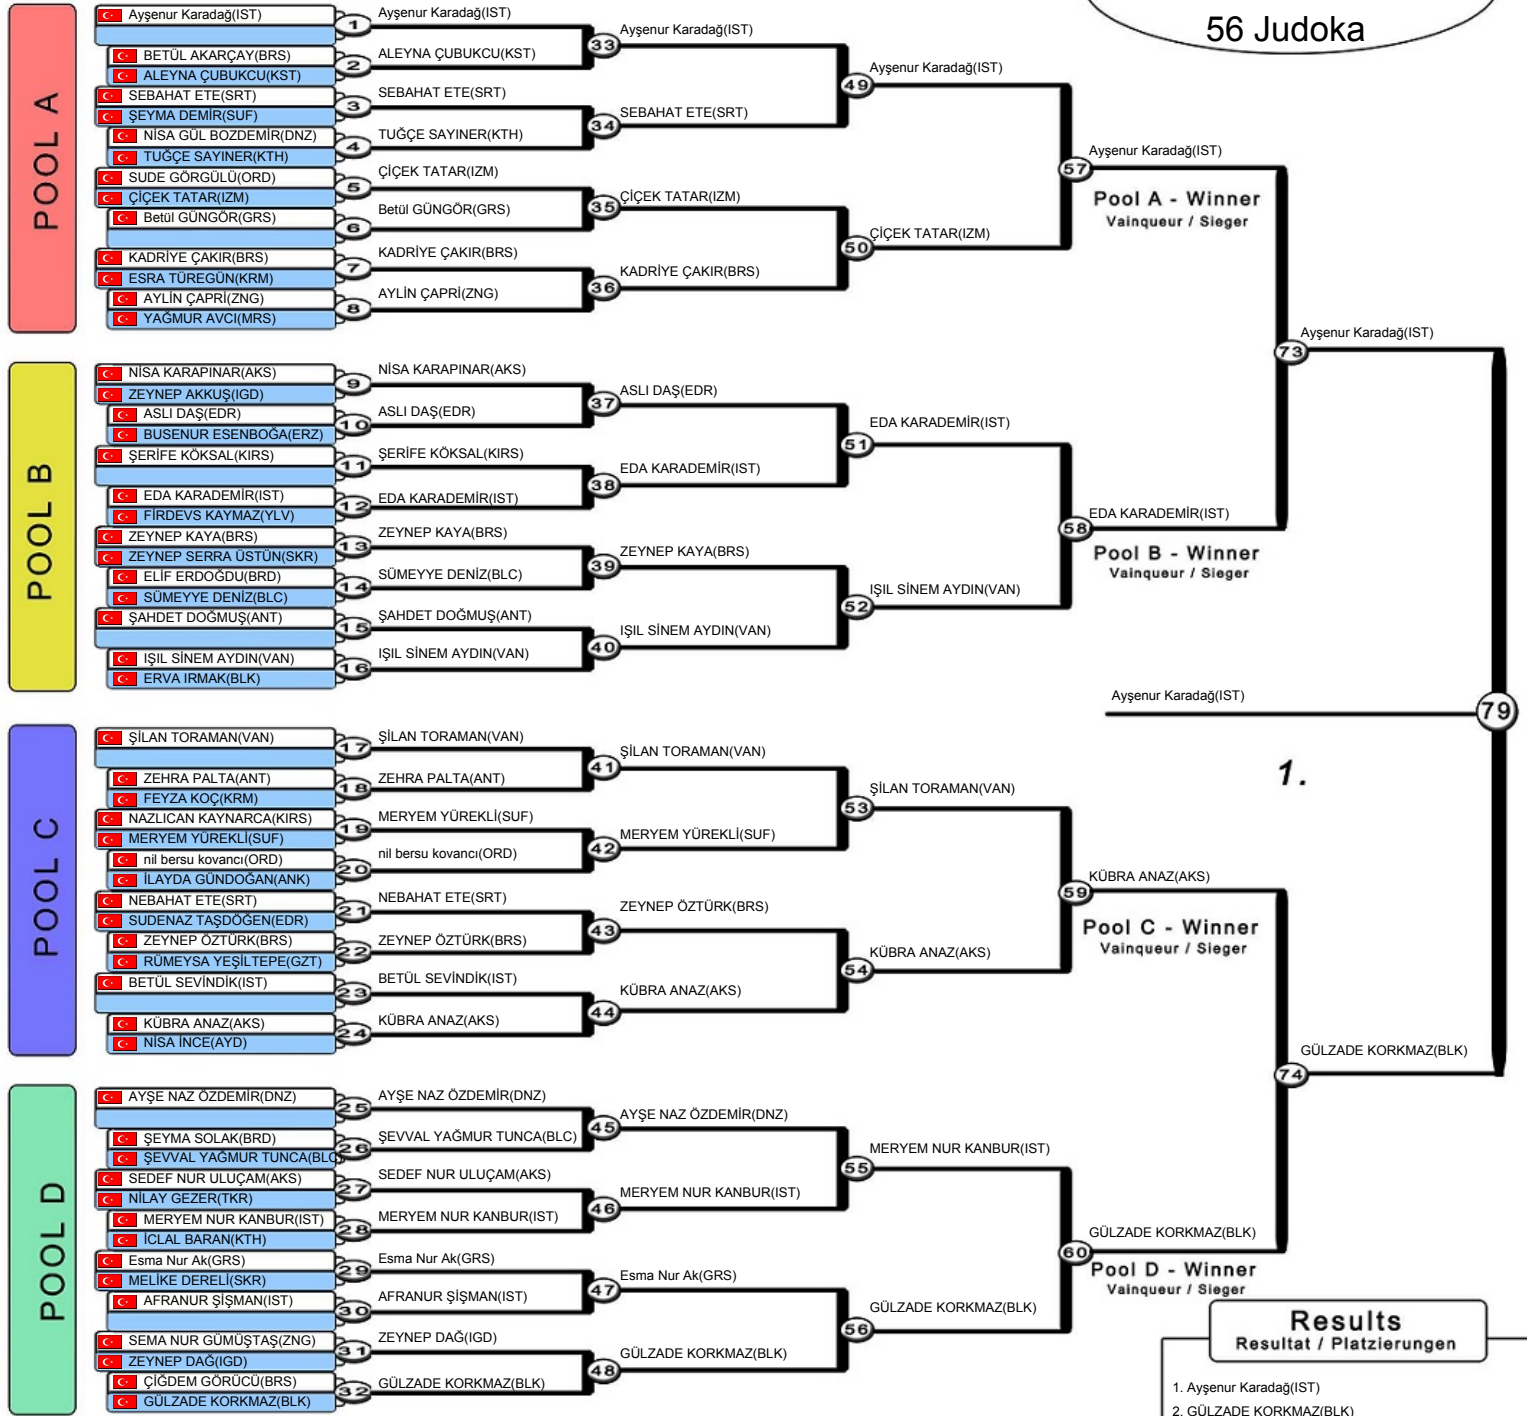 56 Judoka
POOL A
Ayşenur Karadağ(IST)
BETÜL AKARÇAY(BRS)
ALEYNA ÇUBUKCU(KST)
SEBAHAT ETE(SRT)
ŞEYMA DEMİR(SUF)
NİSA GÜL BOZDEMİR(DNZ)
TUĞÇE SAYINER(KTH)
SUDE GÖRGÜLÜ(ORD)
ÇİÇEK TATAR(IZM)
Betül GÜNGÖR(GRS)
KADRİYE ÇAKIR(BRS)
ESRA TÜREGÜN(KRM)
AYLİN ÇAPRİ(ZNG)
YAĞMUR AVCI(MRS)
1
2
3
4
5
6
7
8
Ayşenur Karadağ(IST)
ALEYNA ÇUBUKCU(KST)
SEBAHAT ETE(SRT)
TUĞÇE SAYINER(KTH)
ÇİÇEK TATAR(IZM)
Betül GÜNGÖR(GRS)
KADRİYE ÇAKIR(BRS)
AYLİN ÇAPRİ(ZNG)
33
34
35
36
Ayşenur Karadağ(IST)
SEBAHAT ETE(SRT)
ÇİÇEK TATAR(IZM)
KADRİYE ÇAKIR(BRS)
49
50
Ayşenur Karadağ(IST)
ÇİÇEK TATAR(IZM)
57
Ayşenur Karadağ(IST)
Pool A - Winner
Vainqueur / Sieger
POOL B
NİSA KARAPINAR(AKS)
ZEYNEP AKKUŞ(IGD)
ASLI DAŞ(EDR)
BUSENUR ESENBOĞA(ERZ)
ŞERİFE KÖKSAL(KIRS)
EDA KARADEMİR(IST)
FİRDEVS KAYMAZ(YLV)
ZEYNEP KAYA(BRS)
ZEYNEP SERRA ÜSTÜN(SKR)
ELİF ERDOĞDU(BRD)
SÜMEYYE DENİZ(BLC)
ŞAHDET DOĞMUŞ(ANT)
IŞIL SİNEM AYDIN(VAN)
ERVA IRMAK(BLK)
9
10
11
12
13
14
15
16
NİSA KARAPINAR(AKS)
ASLI DAŞ(EDR)
ŞERİFE KÖKSAL(KIRS)
EDA KARADEMİR(IST)
ZEYNEP KAYA(BRS)
SÜMEYYE DENİZ(BLC)
ŞAHDET DOĞMUŞ(ANT)
IŞIL SİNEM AYDIN(VAN)
37
38
39
40
ASLI DAŞ(EDR)
EDA KARADEMİR(IST)
ZEYNEP KAYA(BRS)
IŞIL SİNEM AYDIN(VAN)
51
52
EDA KARADEMİR(IST)
IŞIL SİNEM AYDIN(VAN)
58
EDA KARADEMİR(IST)
Pool B - Winner
Vainqueur / Sieger
73
Ayşenur Karadağ(IST)
Ayşenur Karadağ(IST)
79
1.
POOL C
ŞİLAN TORAMAN(VAN)
ZEHRA PALTA(ANT)
FEYZA KOÇ(KRM)
NAZLICAN KAYNARCA(KIRS)
MERYEM YÜREKLİ(SUF)
nil bersu kovancı(ORD)
İLAYDA GÜNDOĞAN(ANK)
NEBAHAT ETE(SRT)
SUDENAZ TAŞDÖĞEN(EDR)
ZEYNEP ÖZTÜRK(BRS)
RÜMEYSA YEŞİLTEPE(GZT)
BETÜL SEVİNDİK(IST)
KÜBRA ANAZ(AKS)
NİSA İNCE(AYD)
17
18
19
20
21
22
23
24
ŞİLAN TORAMAN(VAN)
ZEHRA PALTA(ANT)
MERYEM YÜREKLİ(SUF)
nil bersu kovancı(ORD)
NEBAHAT ETE(SRT)
ZEYNEP ÖZTÜRK(BRS)
BETÜL SEVİNDİK(IST)
KÜBRA ANAZ(AKS)
41
42
43
44
ŞİLAN TORAMAN(VAN)
MERYEM YÜREKLİ(SUF)
ZEYNEP ÖZTÜRK(BRS)
KÜBRA ANAZ(AKS)
53
54
ŞİLAN TORAMAN(VAN)
KÜBRA ANAZ(AKS)
59
KÜBRA ANAZ(AKS)
Pool C - Winner
Vainqueur / Sieger
74
GÜLZADE KORKMAZ(BLK)
POOL D
AYŞE NAZ ÖZDEMİR(DNZ)
ŞEYMA SOLAK(BRD)
ŞEVVAL YAĞMUR TUNCA(BLC)
SEDEF NUR ULUÇAM(AKS)
NİLAY GEZER(TKR)
MERYEM NUR KANBUR(IST)
İCLAL BARAN(KTH)
Esma Nur Ak(GRS)
MELİKE DERELİ(SKR)
AFRANUR ŞİŞMAN(IST)
SEMA NUR GÜMÜŞTAŞ(ZNG)
ZEYNEP DAĞ(IGD)
ÇİĞDEM GÖRÜCÜ(BRS)
GÜLZADE KORKMAZ(BLK)
25
26
27
28
29
30
31
32
AYŞE NAZ ÖZDEMİR(DNZ)
ŞEVVAL YAĞMUR TUNCA(BLC)
SEDEF NUR ULUÇAM(AKS)
MERYEM NUR KANBUR(IST)
Esma Nur Ak(GRS)
AFRANUR ŞİŞMAN(IST)
ZEYNEP DAĞ(IGD)
GÜLZADE KORKMAZ(BLK)
45
46
47
48
AYŞE NAZ ÖZDEMİR(DNZ)
MERYEM NUR KANBUR(IST)
Esma Nur Ak(GRS)
GÜLZADE KORKMAZ(BLK)
55
56
MERYEM NUR KANBUR(IST)
GÜLZADE KORKMAZ(BLK)
60
GÜLZADE KORKMAZ(BLK)
Pool D - Winner
Vainqueur / Sieger
Results
Resultat / Platzierungen
1. Ayşenur Karadağ(IST)
2. GÜLZADE KORKMAZ(BLK)